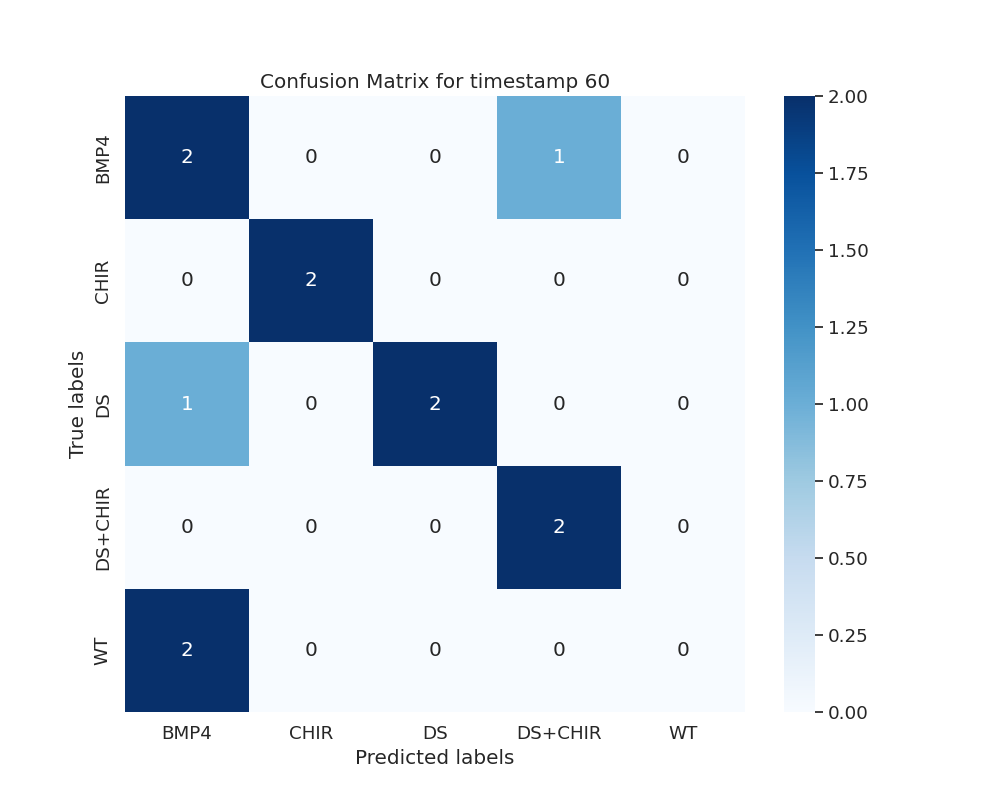 Confusion Matrix for timestamp 60
True labels
BMP4 2 0 0 1 0
CHIR 0 2 0 0 0
DS 1 0 2 0 0
DS+CHIR 0 0 0 2 0
WT 2 0 0 0 0
BMP4 CHIR DS DS+CHIR WT
Predicted labels
2.00
1.75
1.50
1.25
1.00
0.75
0.50
0.25
0.00